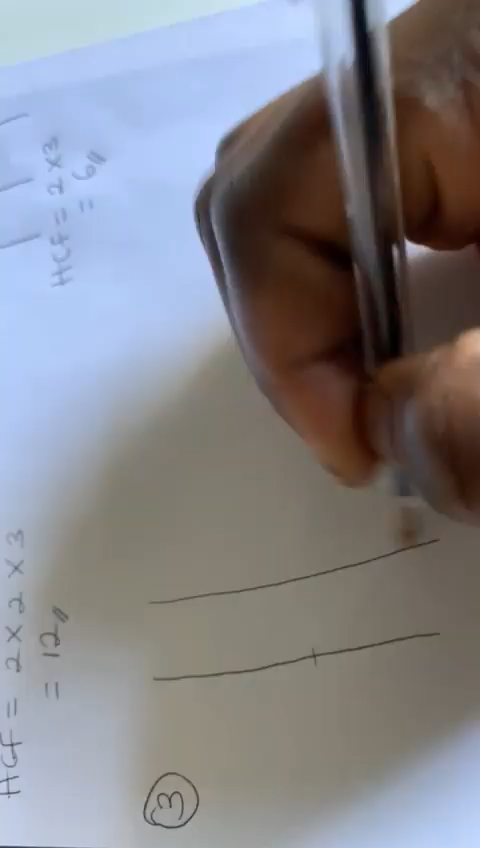 HCF = 2 x 3
= 6//
HCF = 2 x 2 x 3
= 12//
3